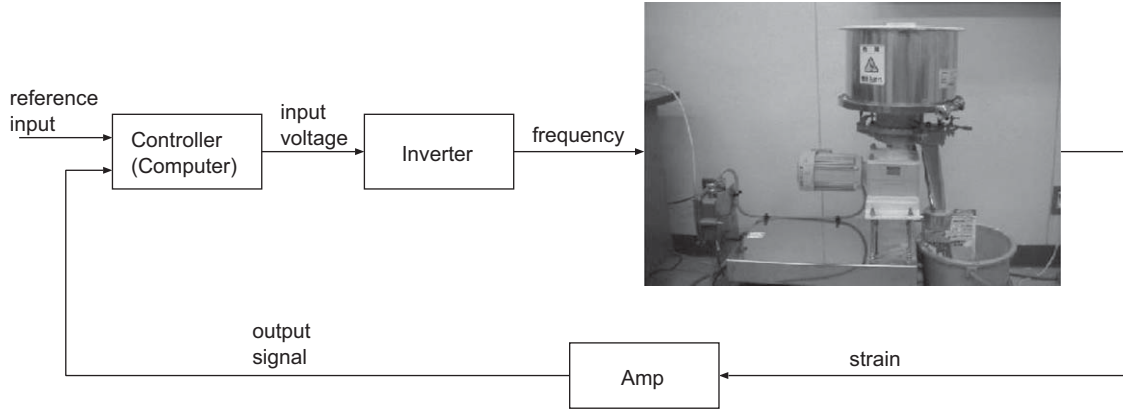 reference
input
Controller
(Computer)
input
voltage
Inverter
frequency
output
signal
Amp
strain